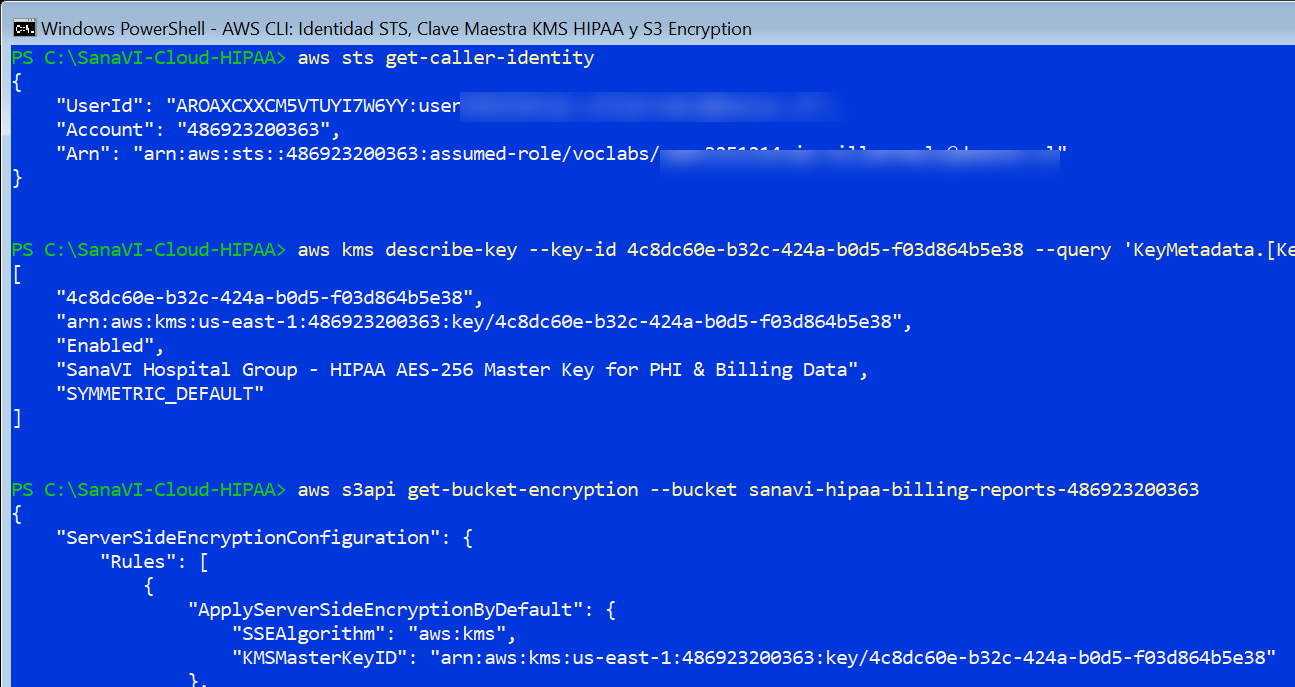 Windows PowerShell - AWS CLI: Identidad STS, Clave Maestra KMS HIPAA y S3 Encryption
PS C:\SanaVI-Cloud-HIPAA> aws sts get-caller-identity
{
    "UserId": "AROAXCXXCM5VTUYI7W6YY:user
    "Account": "486923200363",
    "Arn": "arn:aws:sts::486923200363:assumed-role/voclabs/
}
PS C:\SanaVI-Cloud-HIPAA> aws kms describe-key --key-id 4c8dc60e-b32c-424a-b0d5-f03d864b5e38 --query 'KeyMetadata.[Ke
[
    "4c8dc60e-b32c-424a-b0d5-f03d864b5e38",
    "arn:aws:kms:us-east-1:486923200363:key/4c8dc60e-b32c-424a-b0d5-f03d864b5e38",
    "Enabled",
    "SanaVI Hospital Group - HIPAA AES-256 Master Key for PHI & Billing Data",
    "SYMMETRIC_DEFAULT"
]
PS C:\SanaVI-Cloud-HIPAA> aws s3api get-bucket-encryption --bucket sanavi-hipaa-billing-reports-486923200363
{
    "ServerSideEncryptionConfiguration": {
        "Rules": [
            {
                "ApplyServerSideEncryptionByDefault": {
                    "SSEAlgorithm": "aws:kms",
                    "KMSMasterKeyID": "arn:aws:kms:us-east-1:486923200363:key/4c8dc60e-b32c-424a-b0d5-f03d864b5e38"
                },